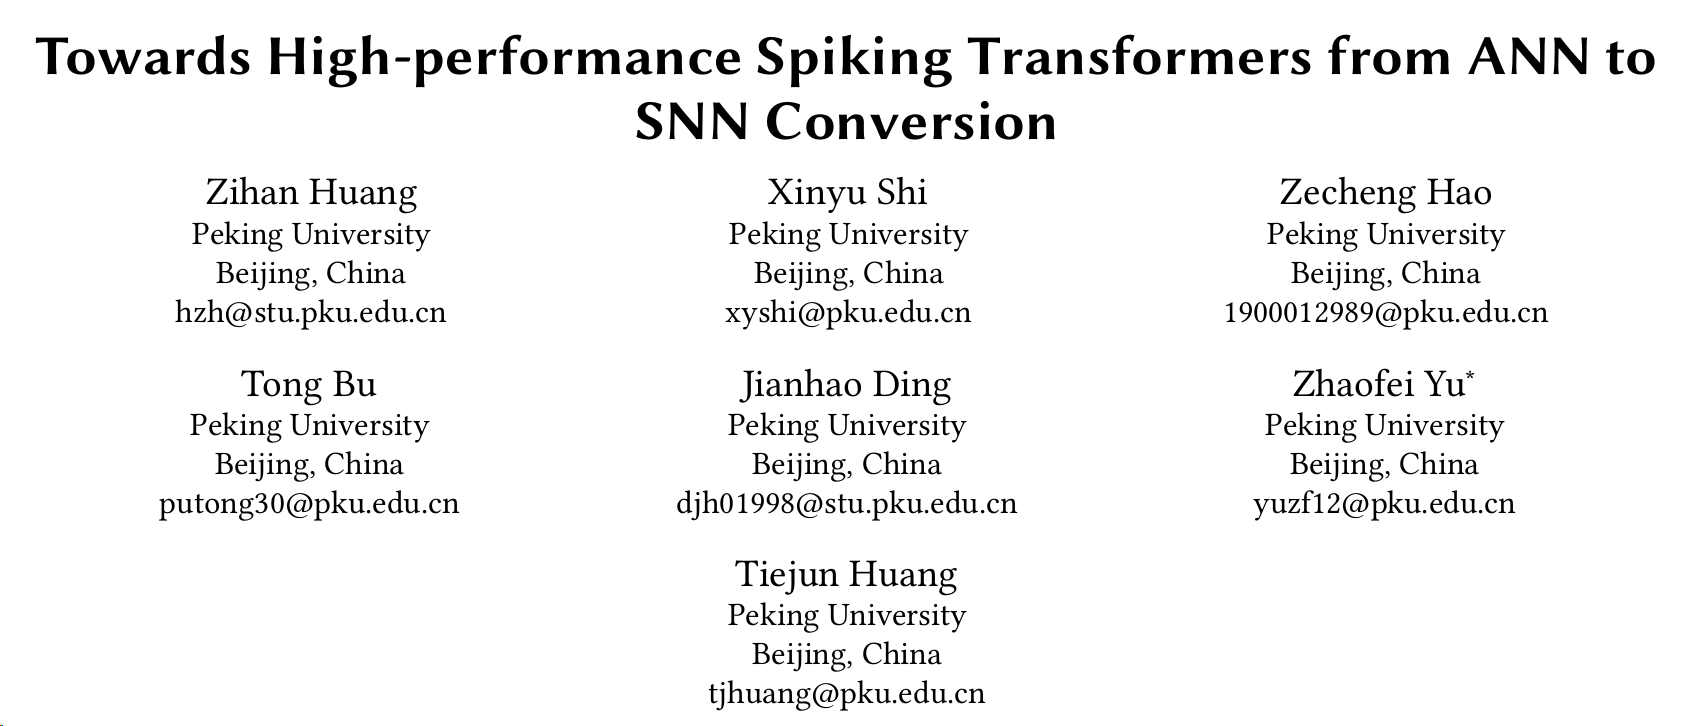 Towards High-performance Spiking Transformers from ANN to
SNN Conversion
Zihan Huang
Peking University
Beijing, China
hzh@stu.pku.edu.cn
Xinyu Shi
Peking University
Beijing, China
xyshi@pku.edu.cn
Zecheng Hao
Peking University
Beijing, China
1900012989@pku.edu.cn
Tong Bu
Peking University
Beijing, China
putong30@pku.edu.cn
Jianhao Ding
Peking University
Beijing, China
djh01998@stu.pku.edu.cn
Zhaofei Yu*
Peking University
Beijing, China
yuzf12@pku.edu.cn
Tiejun Huang
Peking University
Beijing, China
tjhuang@pku.edu.cn